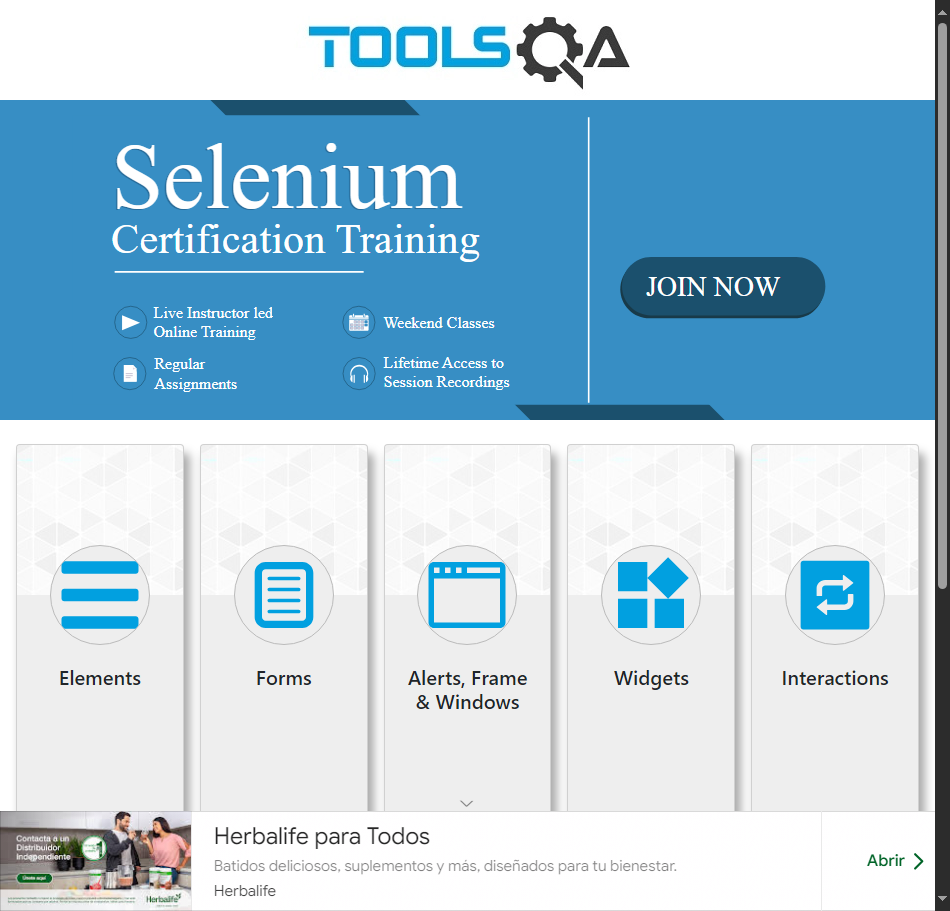 TOOLSQA
Selenium
Certification Training
JOIN NOW
Live Instructor led
Online Training
Weekend Classes
Regular
Assignments
Lifetime Access to
Session Recordings
Elements
Forms
Alerts, Frame
& Windows
Widgets
Interactions
Contacta a un
Distribuidor
Independiente
Únete aquí
Herbalife
Herbalife para Todos
Batidos deliciosos, suplementos y más, diseñados para tu bienestar.
Herbalife
Abrir